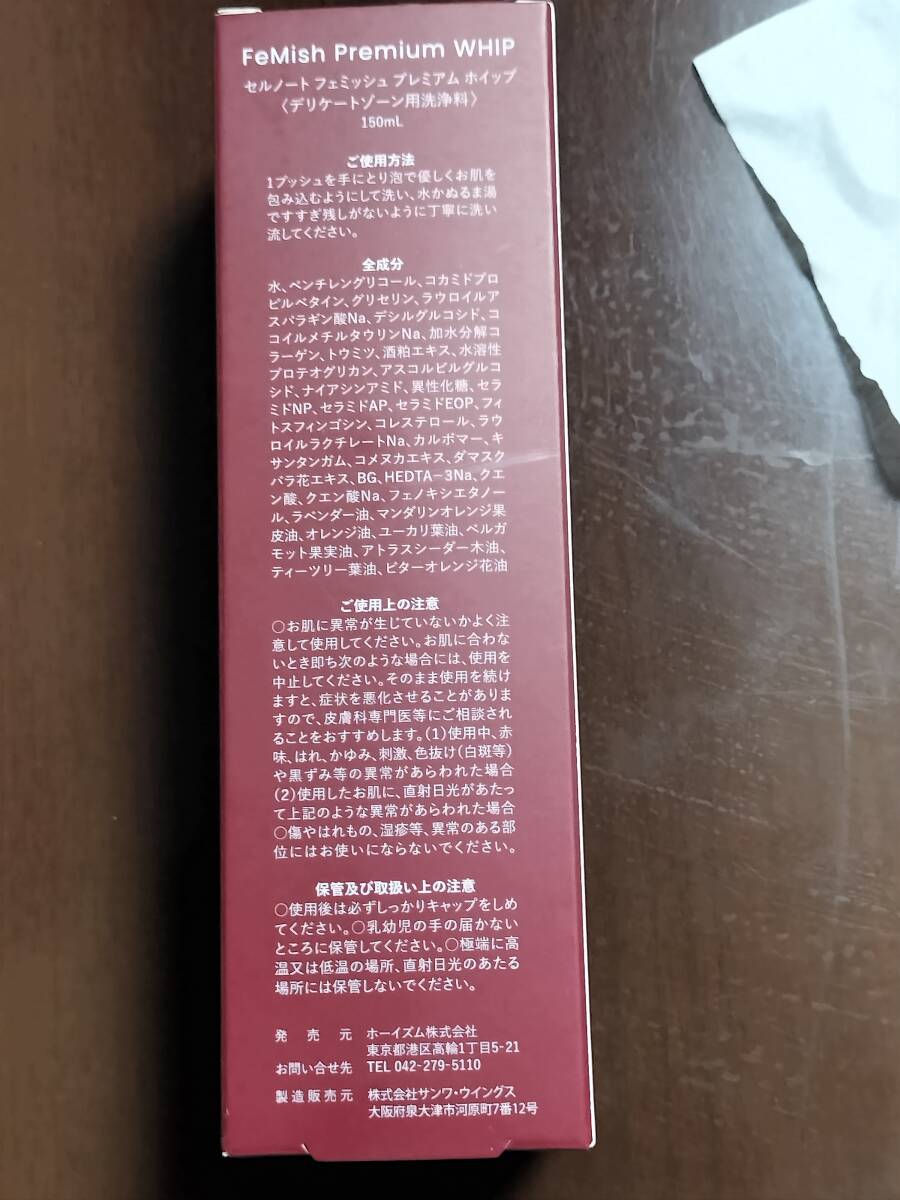 FeMish Premium WHIP
セルノート フェミッシュ プレミアム ホイップ
〈デリケートゾーン用洗浄料〉
150mL
ご使用方法
1プッシュを手にとり泡で優しくお肌を
包み込むようにして洗い、水かぬるま湯
ですすぎ残しがないように丁寧に洗い
流してください。
全成分
水、ペンチレングリコール、コカミドプロ
ピルベタイン、グリセリン、ラウロイルア
スパラギン酸Na、デシルグルコシド、コ
コイルメチルタウリンNa、加水分解コ
ラーゲン、トウミツ、酒粕エキス、水溶性
プロテオグリカン、アスコルビルグルコ
シド、ナイアシンアミド、異性化糖、セラ
ミドNP、セラミドAP、セラミドEOP、フィ
トスフィンゴシン、コレステロール、ラウ
ロイルラクチレートNa、カルボマー、キ
サンタンガム、コメヌカエキス、ダマスク
バラ花エキス、BG、HEDTA-3Na、クエ
ン酸、クエン酸Na、フェノキシエタノー
ル、ラベンダー油、マンダリンオレンジ果
皮油、オレンジ油、ユーカリ葉油、ベルガ
モット果実油、アトラスシーダー木油、
ティーツリー葉油、ビターオレンジ花油
ご使用上の注意
○お肌に異常が生じていないかよく注
意して使用してください。お肌に合わな
いとき即ち次のような場合には、使用を
中止してください。そのまま使用を続け
ますと、症状を悪化させることがありま
すので、皮膚科専門医等にご相談され
ることをおすすめします。(1)使用中、赤
味、はれ、かゆみ、刺激、色抜け(白斑等)
や黒ずみ等の異常があらわれた場合
(2)使用したお肌に、直射日光があたっ
て上記のような異常があらわれた場合
○傷やはれもの、湿疹等、異常のある部
位にはお使いにならないでください。
保管及び取扱い上の注意
○使用後は必ずしっかりキャップをしめ
てください。○乳幼児の手の届かない
ところに保管してください。○極端に高
温又は低温の場所、直射日光のあたる
場所には保管しないでください。
発売元 ホーイズム株式会社
東京都港区高輪1丁目5-21
お問い合せ先 TEL 042-279-5110
製造販売元 株式会社サンワ・ウイングス
大阪府泉大津市河原町7番12号